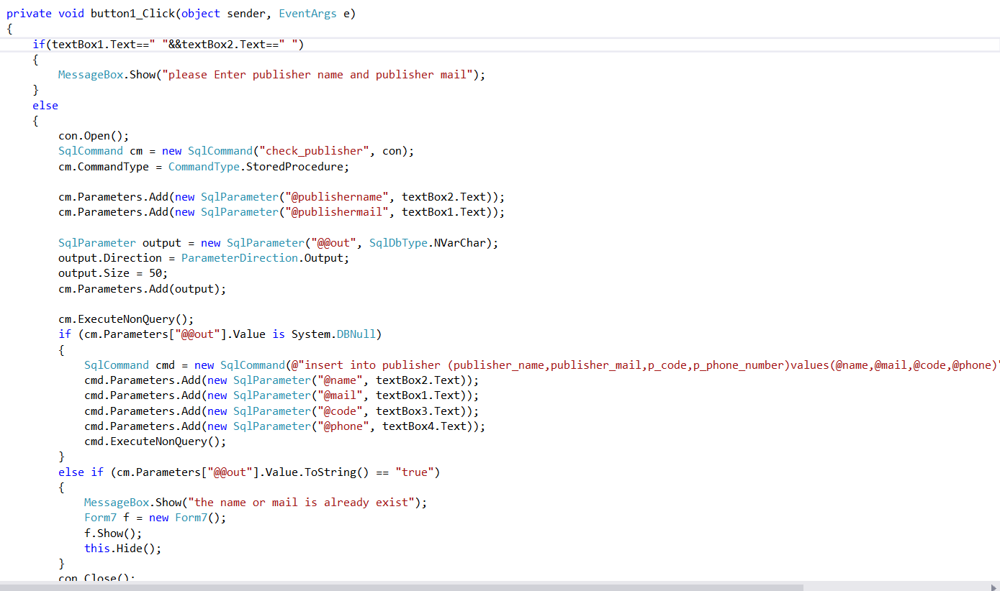 private void button1_Click(object sender, EventArgs e)
{
if(textBox1.Text==" "&&textBox2.Text==" ")
{
MessageBox.Show("please Enter publisher name and publisher mail");
}
else
{
con.Open();
SqlCommand cm = new SqlCommand("check_publisher", con);
cm.CommandType = CommandType.StoredProcedure;
cm.Parameters.Add(new SqlParameter("@publishername", textBox2.Text));
cm.Parameters.Add(new SqlParameter("@publishermail", textBox1.Text));
SqlParameter output = new SqlParameter("@@out", SqlDbType.NVarChar);
output.Direction = ParameterDirection.Output;
output.Size = 50;
cm.Parameters.Add(output);
cm.ExecuteNonQuery();
if (cm.Parameters["@@out"].Value is System.DBNull)
{
SqlCommand cmd = new SqlCommand(@"insert into publisher (publisher_name,publisher_mail,p_code,p_phone_number)values(@name,@mail,@code,@phone)"
cmd.Parameters.Add(new SqlParameter("@name", textBox2.Text));
cmd.Parameters.Add(new SqlParameter("@mail", textBox1.Text));
cmd.Parameters.Add(new SqlParameter("@code", textBox3.Text));
cmd.Parameters.Add(new SqlParameter("@phone", textBox4.Text));
cmd.ExecuteNonQuery();
}
else if (cm.Parameters["@@out"].Value.ToString() == "true")
{
MessageBox.Show("the name or mail is already exist");
Form7 f = new Form7();
f.Show();
this.Hide();
}
con.Close();